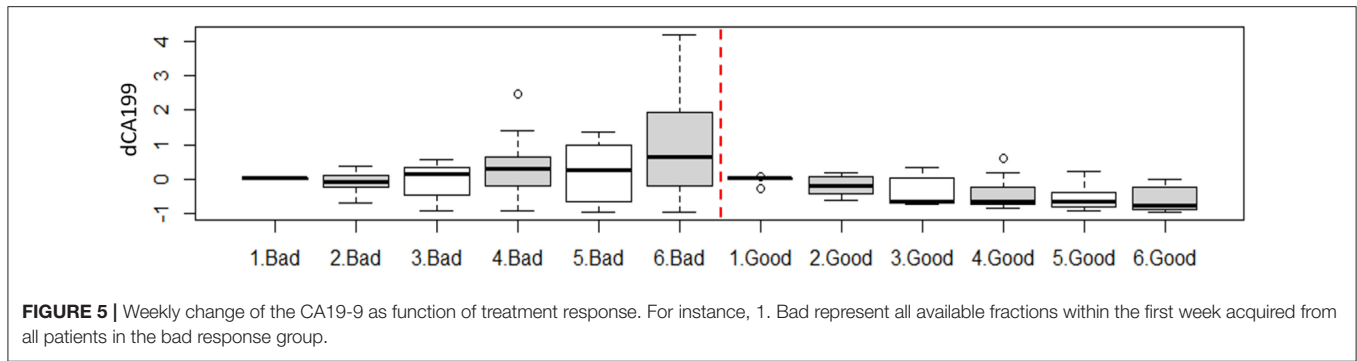 4
3
2
1
0
-1
dCA199
1.Bad 2.Bad 3.Bad 4.Bad 5.Bad 6.Bad 1.Good 2.Good 3.Good 4.Good 5.Good 6.Good
FIGURE 5 | Weekly change of the CA19-9 as function of treatment response. For instance, 1. Bad represent all available fractions within the first week acquired from
all patients in the bad response group.